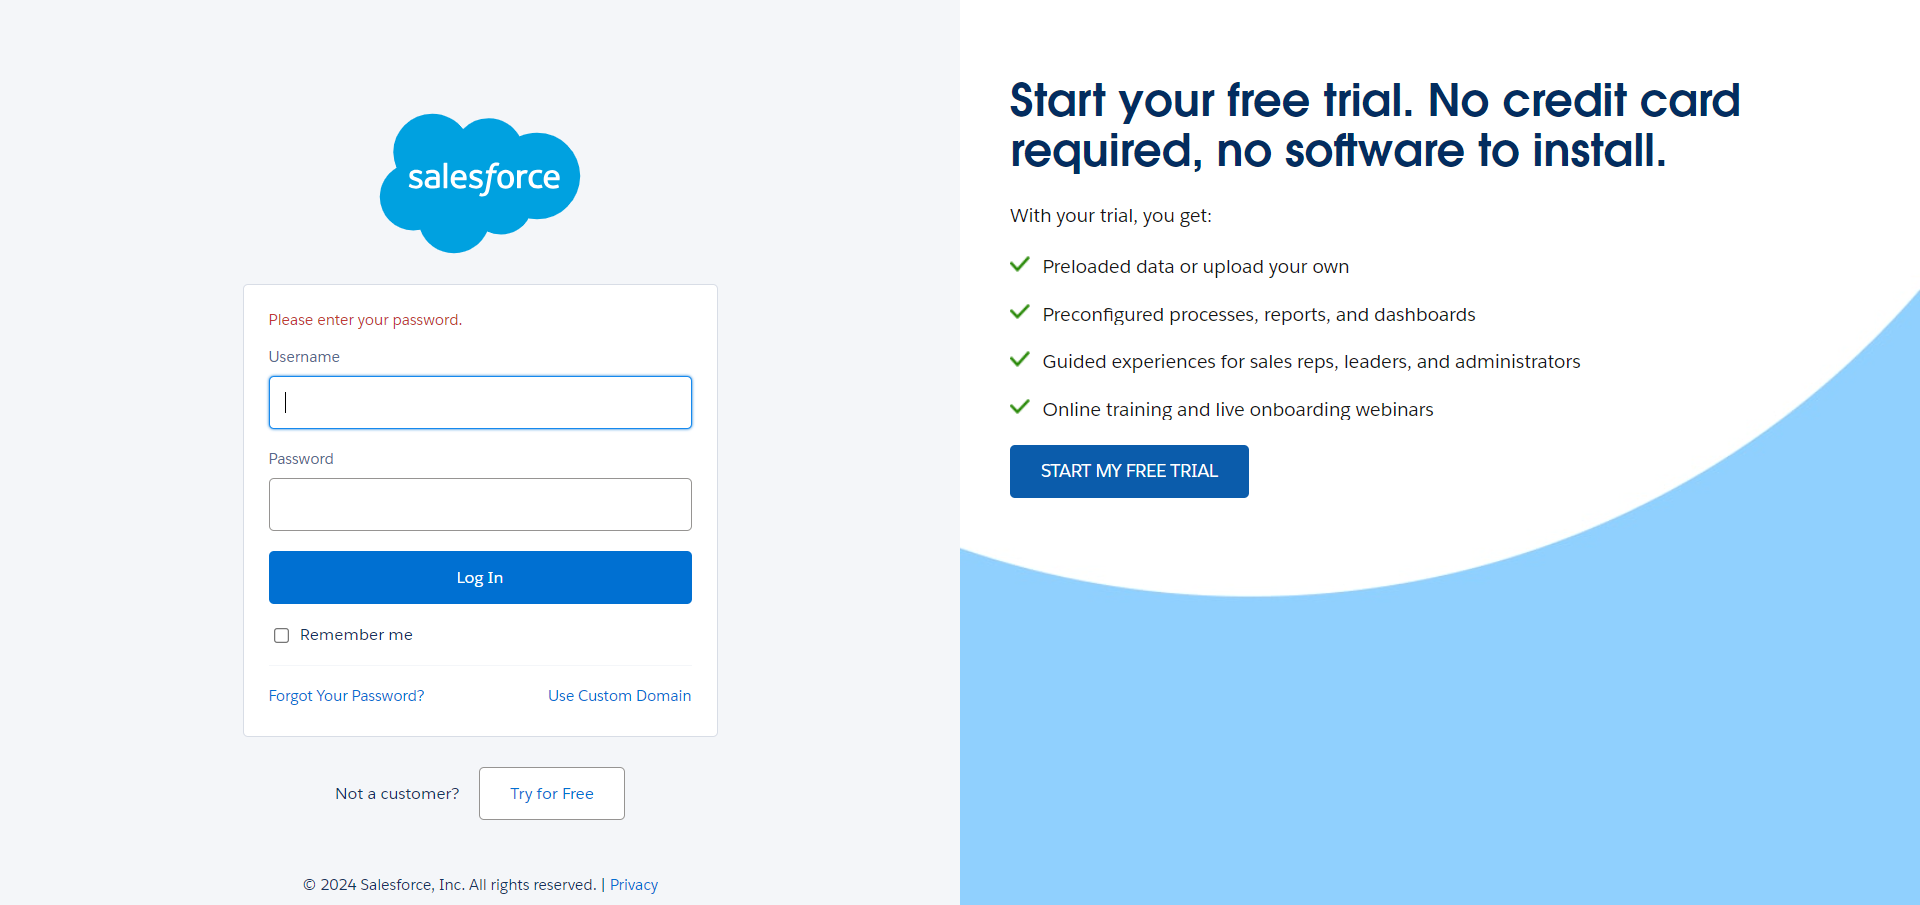 salesforce
Please enter your password.
Username
Password
Log In
Remember me
Forgot Your Password?
Use Custom Domain
Not a customer?
Try for Free
© 2024 Salesforce, Inc. All rights reserved. | Privacy
Start your free trial. No credit card
required, no software to install.
With your trial, you get:
Preloaded data or upload your own
Preconfigured processes, reports, and dashboards
Guided experiences for sales reps, leaders, and administrators
Online training and live onboarding webinars
START MY FREE TRIAL